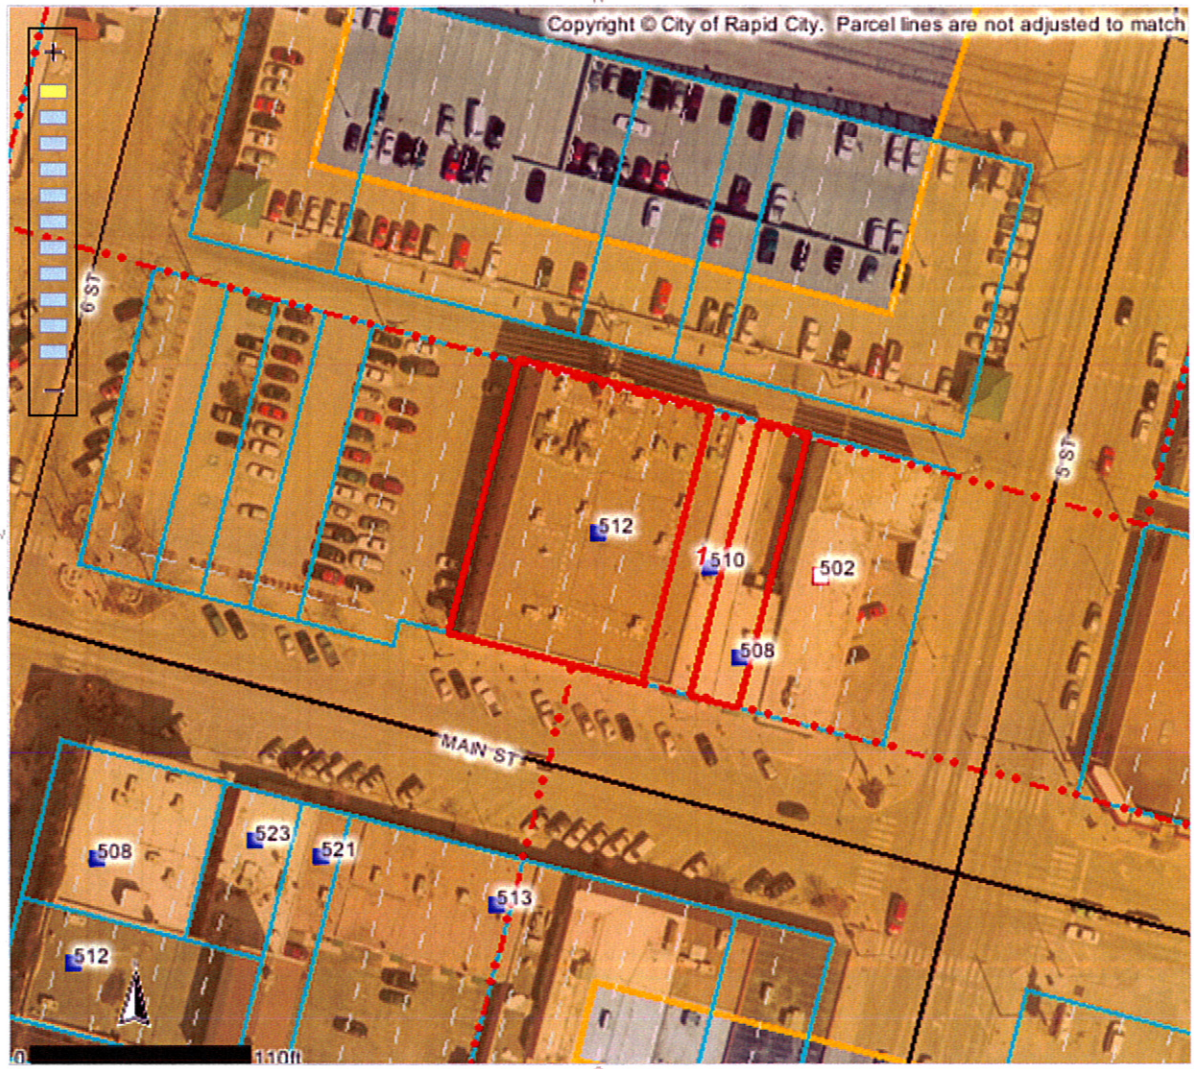 Copyright © City of Rapid City. Parcel lines are not adjusted to match
+
6 ST
5 ST
512
1
510
502
508
MAIN ST
523
521
508
513
512
0
110ft